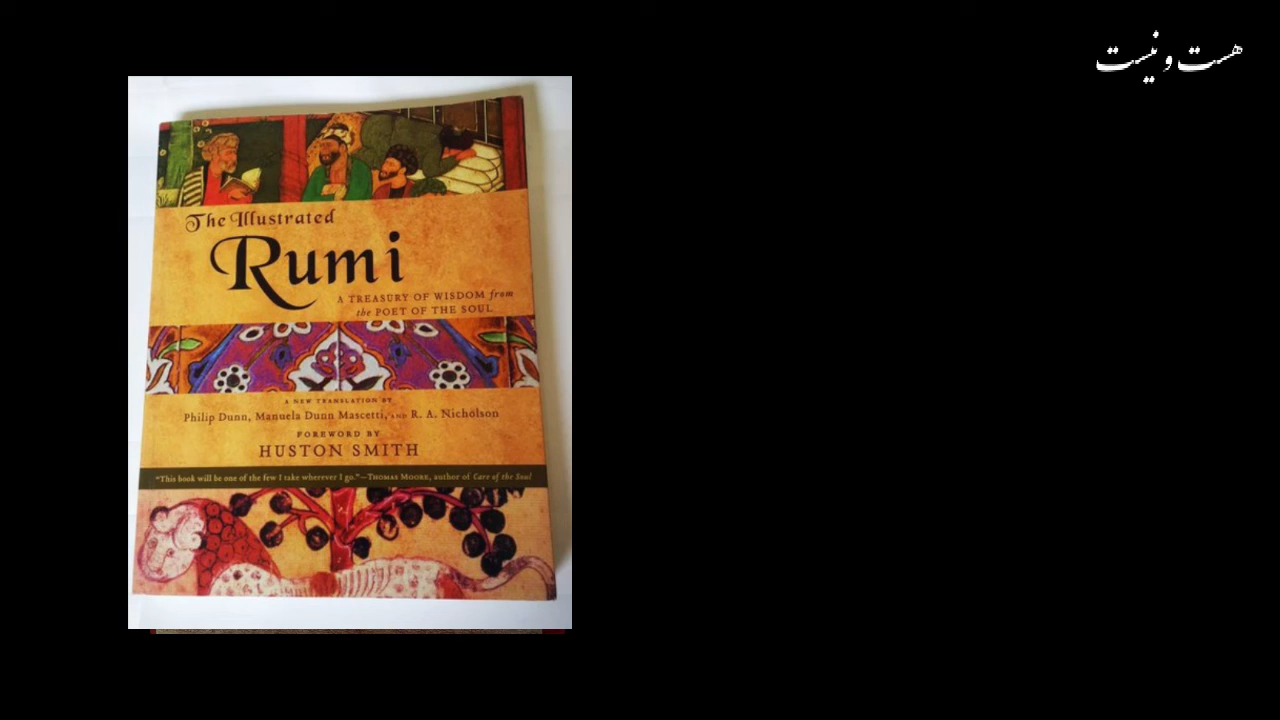 هست و نیست
The Illustrated
Rumi
A TREASURY OF WISDOM from
the POET OF THE SOUL
A NEW TRANSLATION BY
Philip Dunn, Manuela Dunn Mascetti, AND R. A. Nicholson
FOREWORD BY
HUSTON SMITH
"This book will be one of the few I take wherever I go."—THOMAS MOORE, author of Care of the Soul